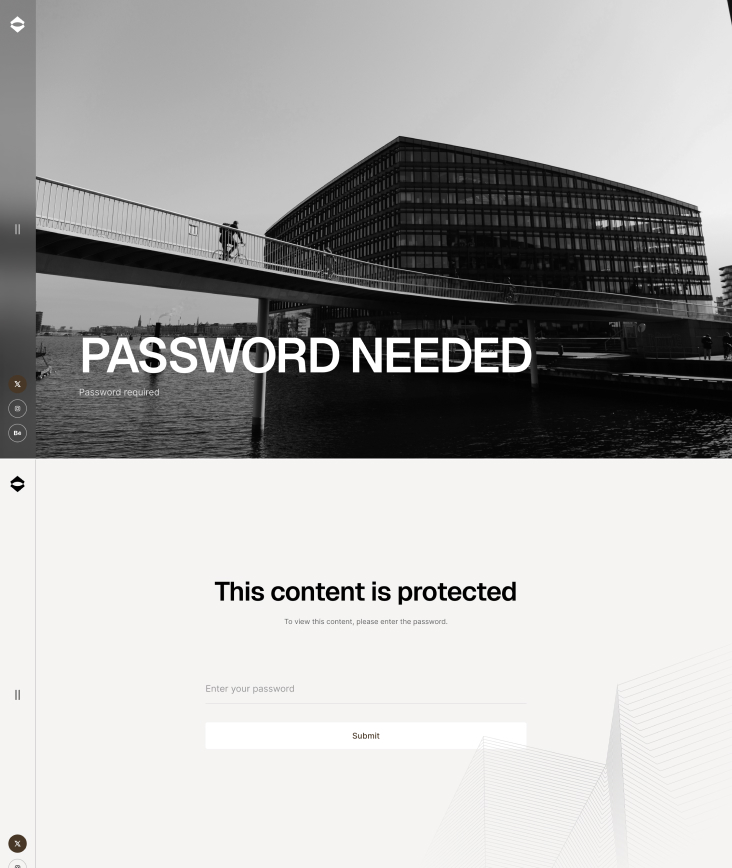 PASSWORD NEEDED
Password required
𝕏
Bē
This content is protected
To view this content, please enter the password.
Enter your password
Submit
𝕏